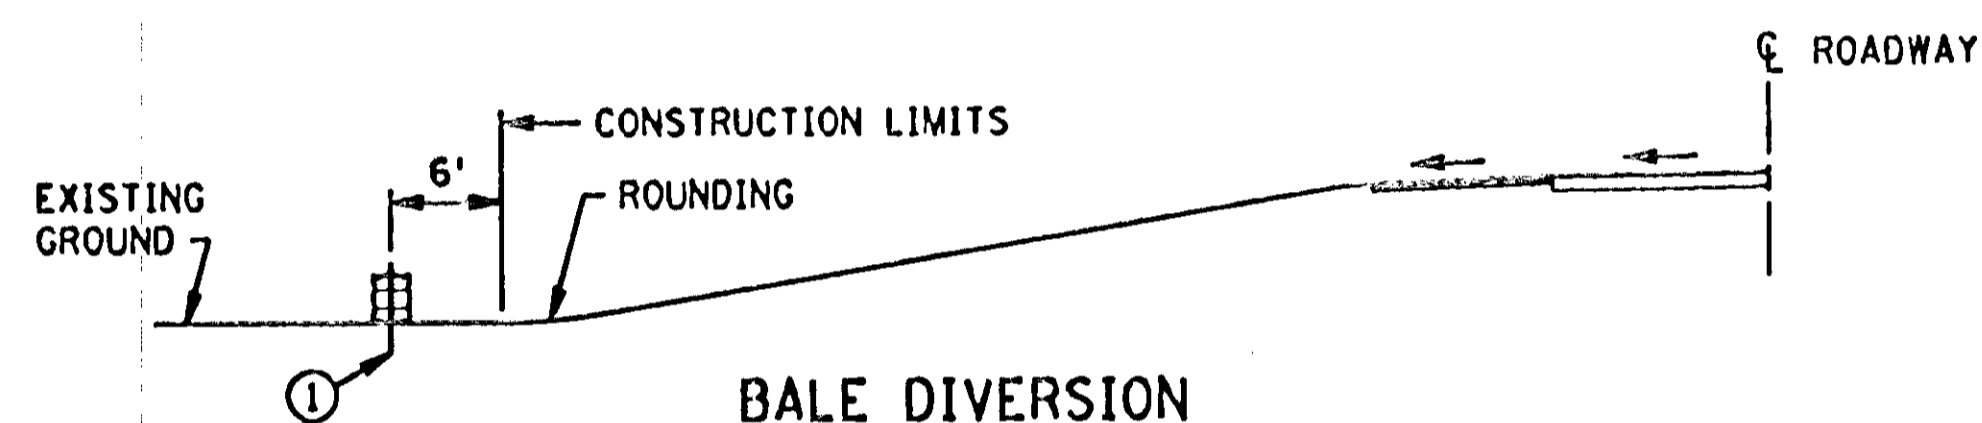 ℄ ROADWAY
CONSTRUCTION LIMITS
6'
EXISTING
GROUND
ROUNDING
1
BALE DIVERSION